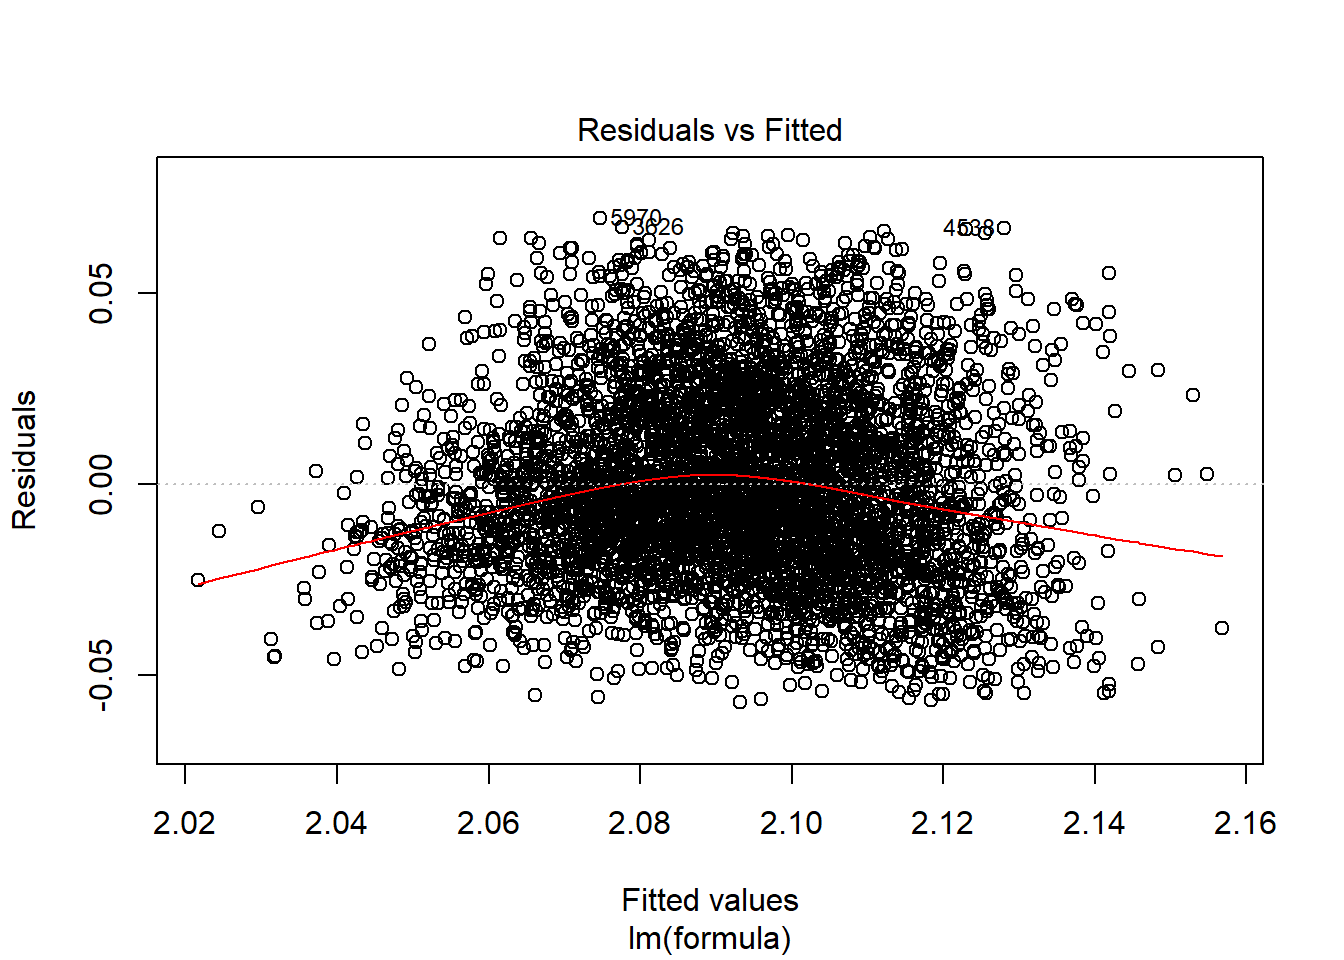 Residuals vs Fitted
5970
3626
4538
Residuals
0.05
0.00
-0.05
2.02 2.04 2.06 2.08 2.10 2.12 2.14 2.16
Fitted values
lm(formula)